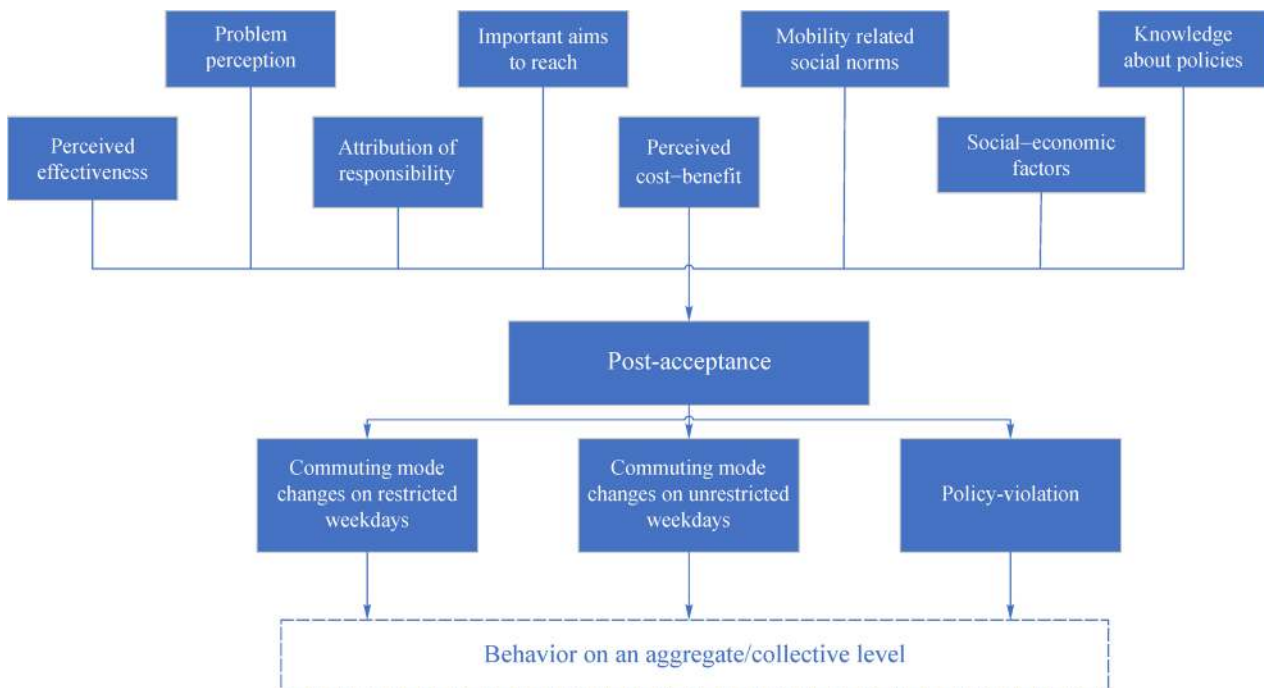 Problem
perception
Important aims
to reach
Mobility related
social norms
Knowledge
about policies
Perceived
effectiveness
Attribution of
responsibility
Perceived
cost−benefit
Social−economic
factors
Post-acceptance
Commuting mode
changes on restricted
weekdays
Commuting mode
changes on unrestricted
weekdays
Policy-violation
Behavior on an aggregate/collective level